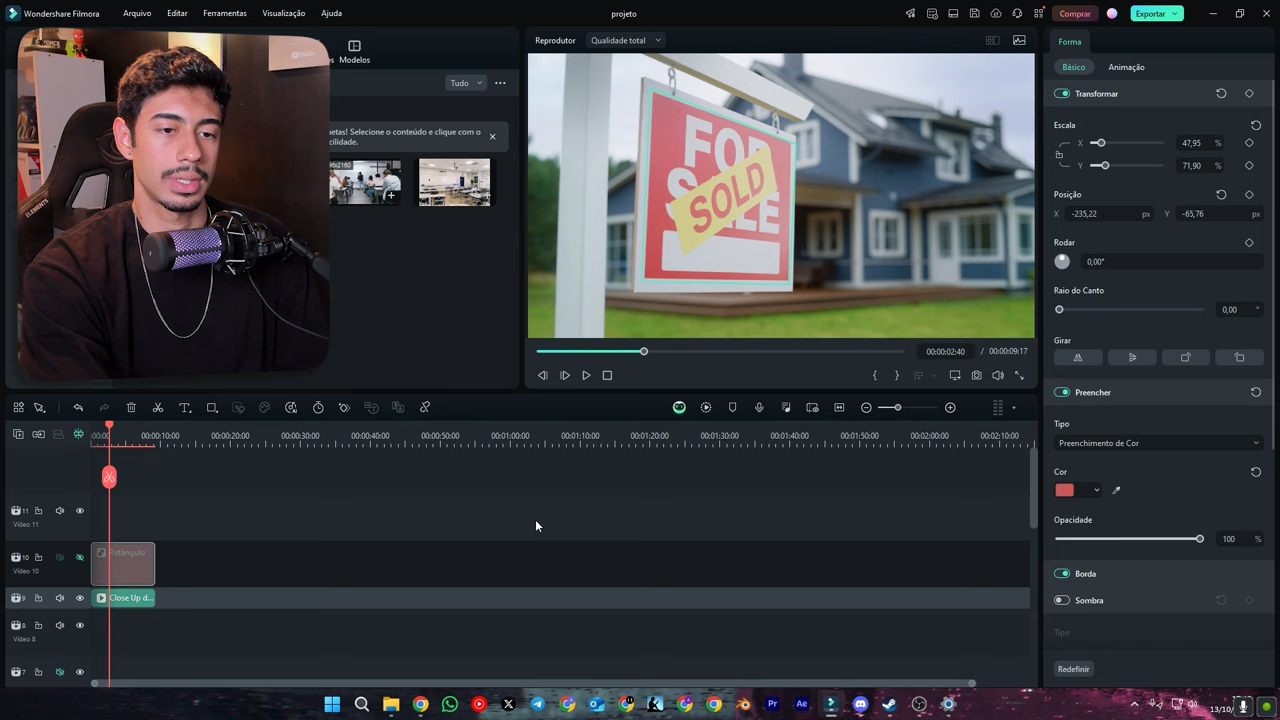 Wondershare Filmora
Arquivo
Editar
Ferramentas
Visualização
Ajuda
projeto
Comprar
Exportar
Modelos
Tudo
etas! Selecione o conteúdo e clique com o
cilidade.
Reprodutor
Qualidade total
FOR
SALE
SOLD
00:00:02:40 / 00:00:09:17
Forma
Básico
Animação
Transformar
Escala
X 47,95 %
Y 71,90 %
Posição
X -235,22 px Y -65,76 px
Rodar
0,00°
Raio do Canto
0,00 °
Girar
Preencher
Tipo
Preenchimento de Cor
Cor
Opacidade
100 %
Borda
Sombra
Tipo
Redefinir
:00:00 00:00:10:00 00:00:20:00 00:00:30:00 00:00:40:00 00:00:50:00 00:01:00:00 00:01:10:00 00:01:20:00 00:01:30:00 00:01:40:00 00:01:50:00 00:02:00:00 00:02:10:00
11
Vídeo 11
10
Vídeo 10
Retângulo
9
Close Up d...
8
Vídeo 8
7
ELEMENTS
Pr
Ae
13/10/